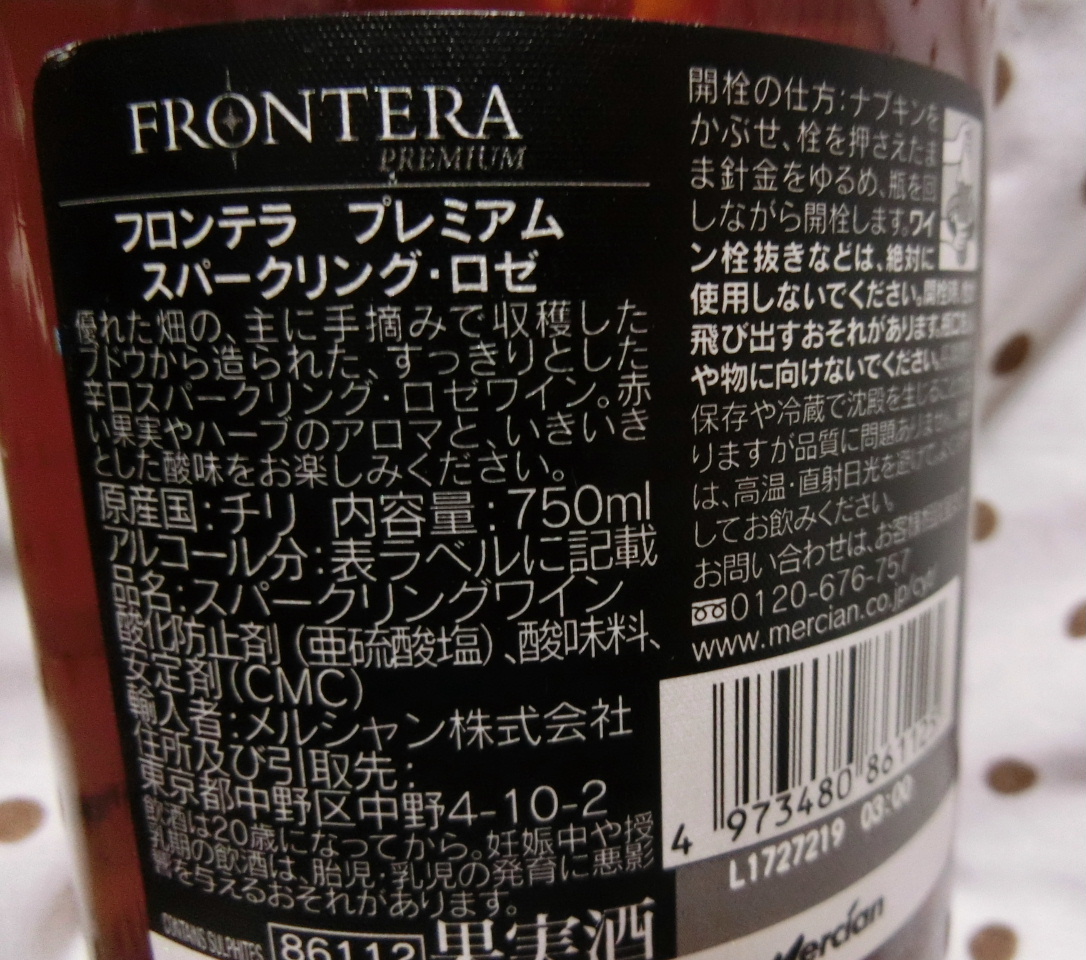 FRONTERA
PREMIUM
フロンテラ プレミアム
スパークリング・ロゼ
優れた畑の、主に手摘みで収穫した
ブドウから造られた、すっきりとした
辛口スパークリング・ロゼワイン。赤
い果実やハーブのアロマと、いきいき
とした酸味をお楽しみください。
原産国:チリ 内容量:750ml
アルコール分:表ラベルに記載
品名:スパークリングワイン
酸化防止剤(亜硫酸塩)、酸味料、
安定剤(CMC)
輸入者:メルシャン株式会社
住所及び引取先:
東京都中野区中野4-10-2
飲酒は20歳になってから。妊娠中や授
乳期の飲酒は、胎児・乳児の発育に悪影
響を与えるおそれがあります。
CONTAINS SULPHITES
86112
果実酒
開栓の仕方:ナプキンを
かぶせ、栓を押さえたま
ま針金をゆるめ、瓶を回
しながら開栓します。ワイ
ン栓抜きなどは、絶対に
使用しないでください。開栓時、
飛び出すおそれがあります。
や物に向けないでください。
保存や冷蔵で沈殿を生じること
りますが品質に問題ありません。
は、高温・直射日光を避けて、
してお飲みください。
お問い合わせは、お客様
0120-676-757
www.mercian.co.jp/
4 973480 861
L1727219 03:00
Mercian